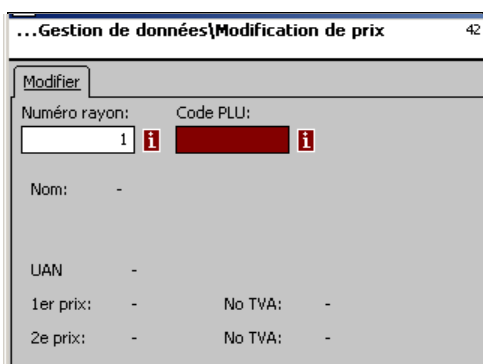 ...Gestion de données\Modification de prix 42
Modifier
Numéro rayon: Code PLU:
1 i i
Nom: -
UAN -
1er prix: - No TVA: -
2e prix: - No TVA: -